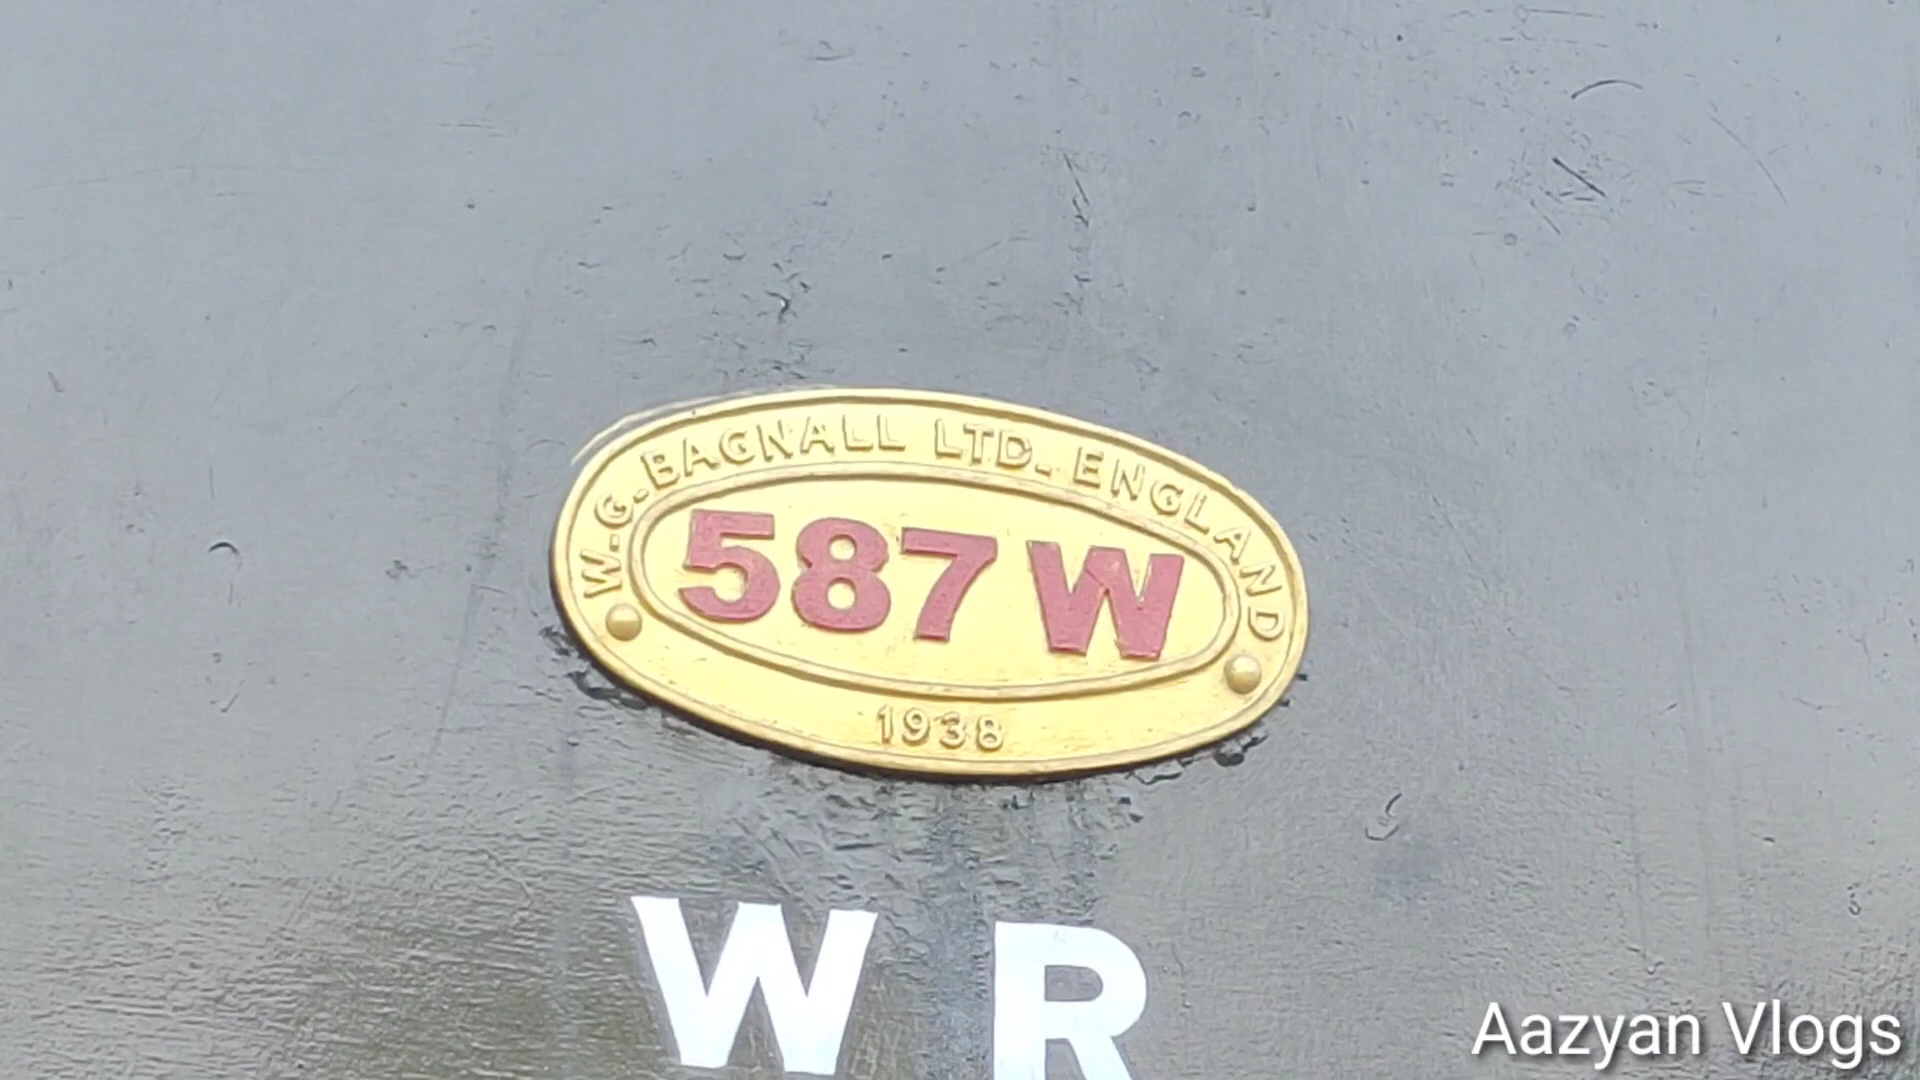 W.G.BAGNALL LTD. ENGLAND
587 W
1938
W R
Aazyan Vlogs